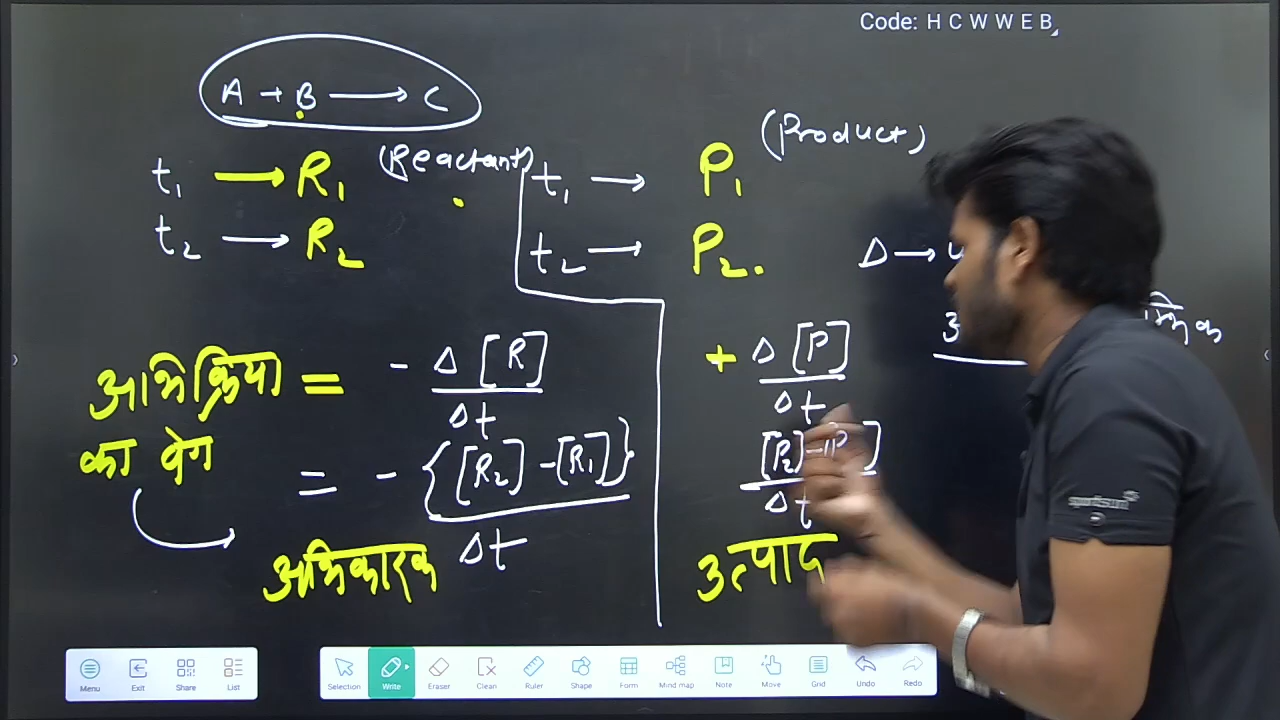 Code: H C W W E B
A + B ⟶ C
(Reactant)
(Product)
t₁ ⟶ R₁
t₁ ⟶ P₁
t₂ ⟶ R₂
t₂ ⟶ P₂.
Δ ⟶
अभिक्रिया = - Δ [R] / Δt
का वेग
= - {[R₂] - [R₁]} / Δt
अभिकारक
+ Δ [P] / Δt
[P₂] - [P ] / Δt
उत्पाद
Menu Exit Share List
Selection Write Eraser Clean Ruler Shape Form Mind map Note Move Grid Undo Redo